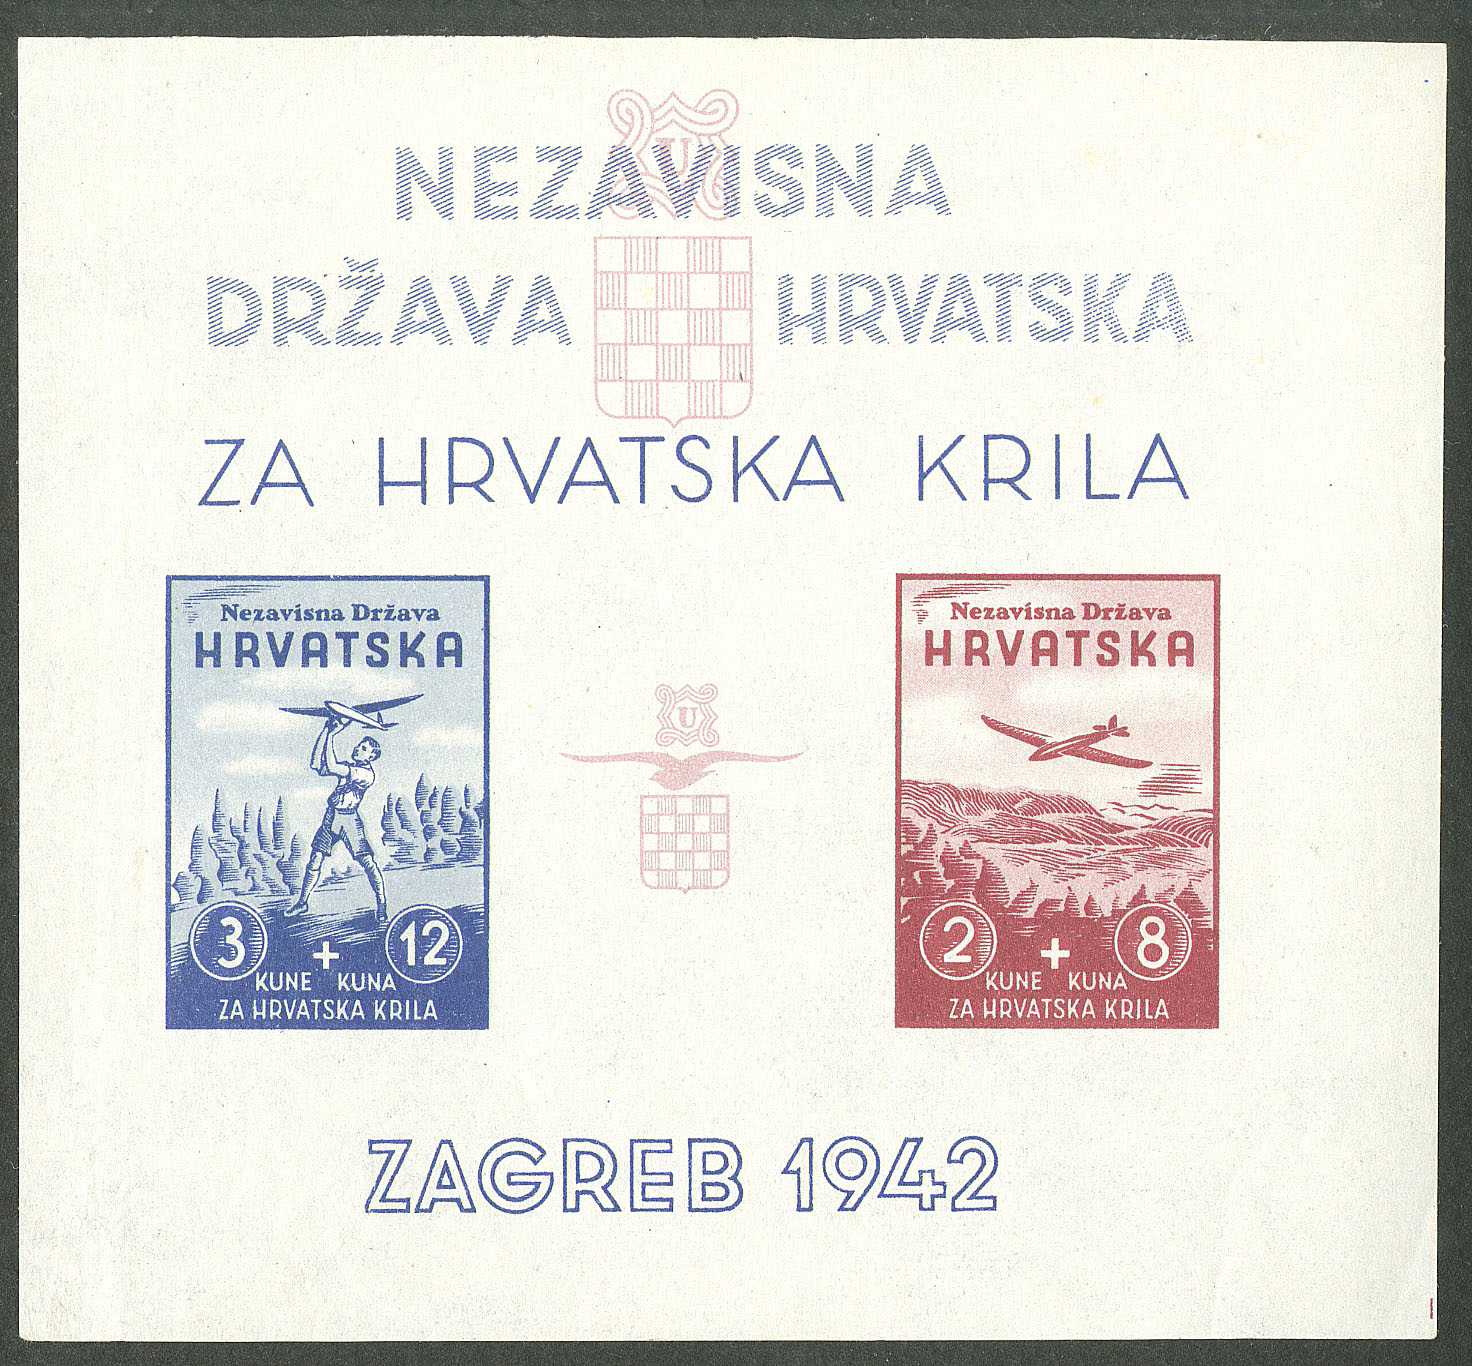 U
NEZAVISNA
DRŽAVA HRVATSKA
ZA HRVATSKA KRILA
Nezavisna Država
HRVATSKA
3 + 12
KUNE KUNA
ZA HRVATSKA KRILA
U
Nezavisna Država
HRVATSKA
2 + 8
KUNE KUNA
ZA HRVATSKA KRILA
ZAGREB 1942